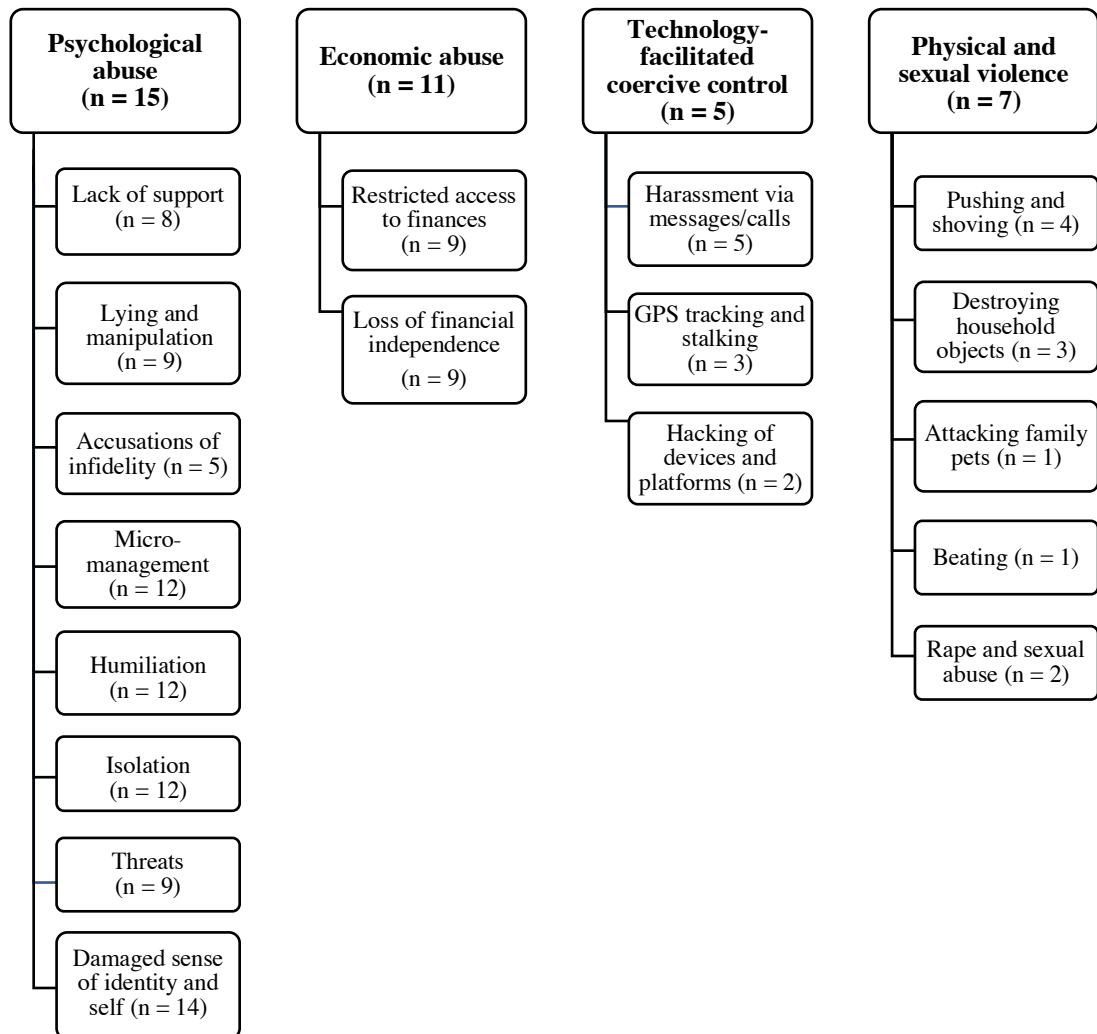 Psychological
abuse
(n = 15)
Lack of support
(n = 8)
Lying and
manipulation
(n = 9)
Accusations of
infidelity (n = 5)
Micro-
management
(n = 12)
Humiliation
(n = 12)
Isolation
(n = 12)
Threats
(n = 9)
Damaged sense
of identity and
self (n = 14)
Economic abuse
(n = 11)
Restricted access
to finances
(n = 9)
Loss of financial
independence
(n = 9)
Technology-
facilitated
coercive control
(n = 5)
Harassment via
messages/calls
(n = 5)
GPS tracking and
stalking
(n = 3)
Hacking of
devices and
platforms (n = 2)
Physical and
sexual violence
(n = 7)
Pushing and
shoving (n = 4)
Destroying
household
objects (n = 3)
Attacking family
pets (n = 1)
Beating (n = 1)
Rape and sexual
abuse (n = 2)